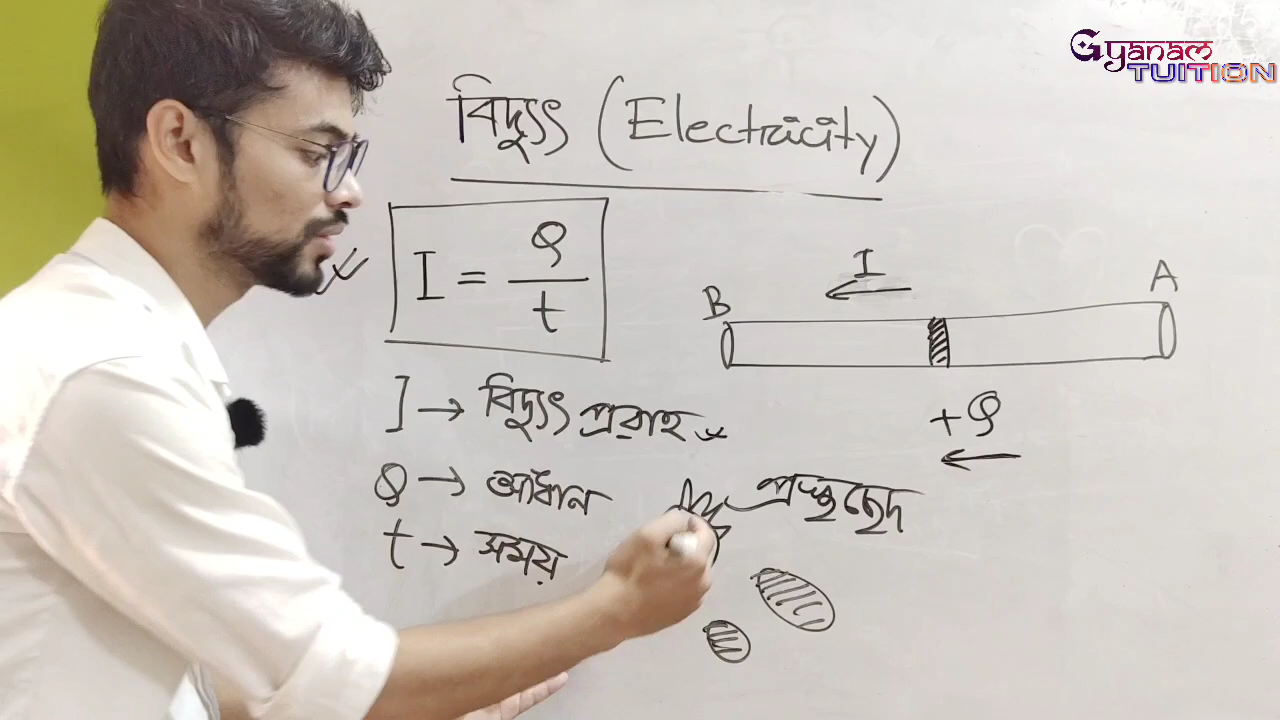 Gyanam
TUITION
বিদ্যুৎ (Electricity)
I = Q / t
I
B
A
+Q
I → বিদ্যুৎ প্রবাহ
Q → আধান
t → সময়
প্রস্থচ্ছেদ